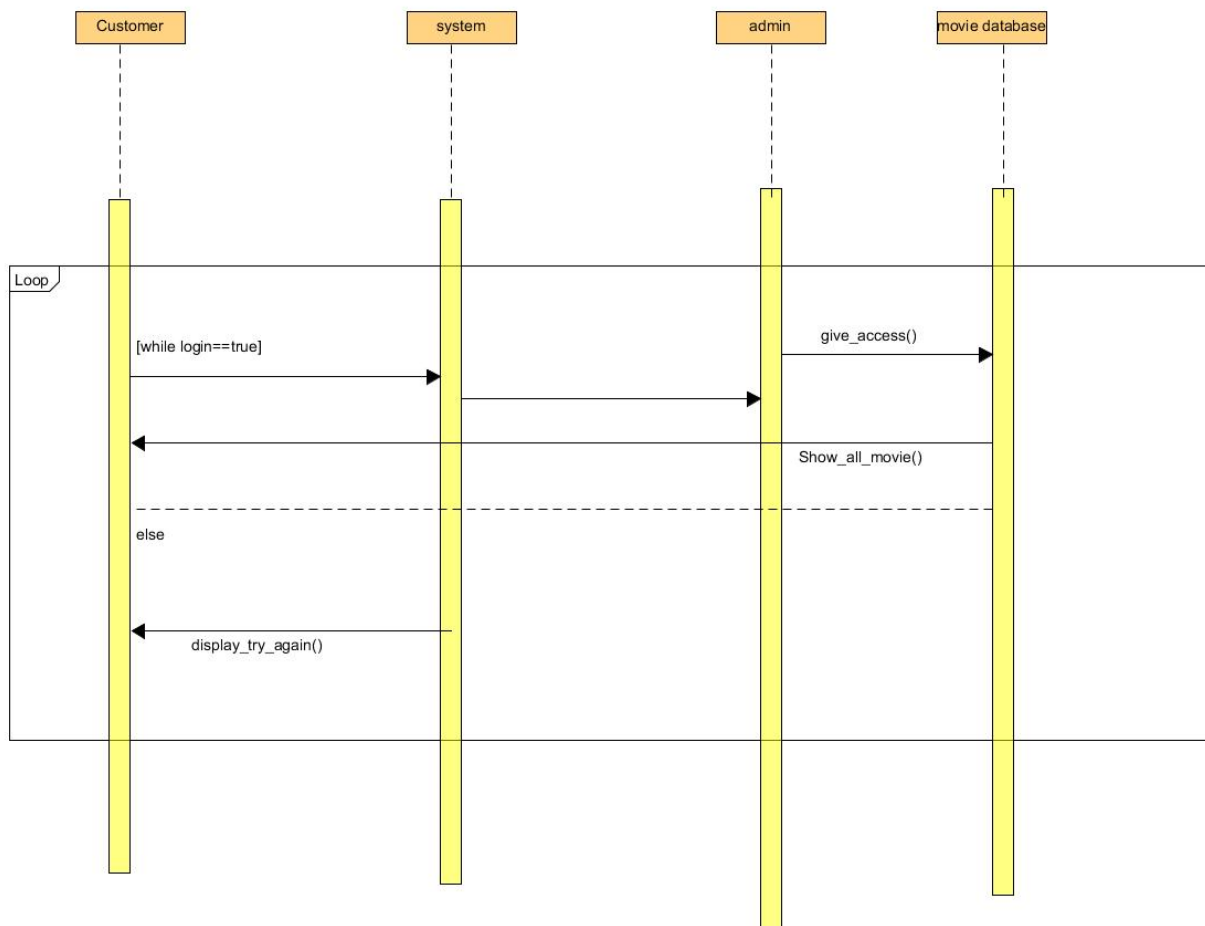 Customer
system
admin
movie database
Loop
[while login==true]
give_access()
Show_all_movie()
else
display_try_again()